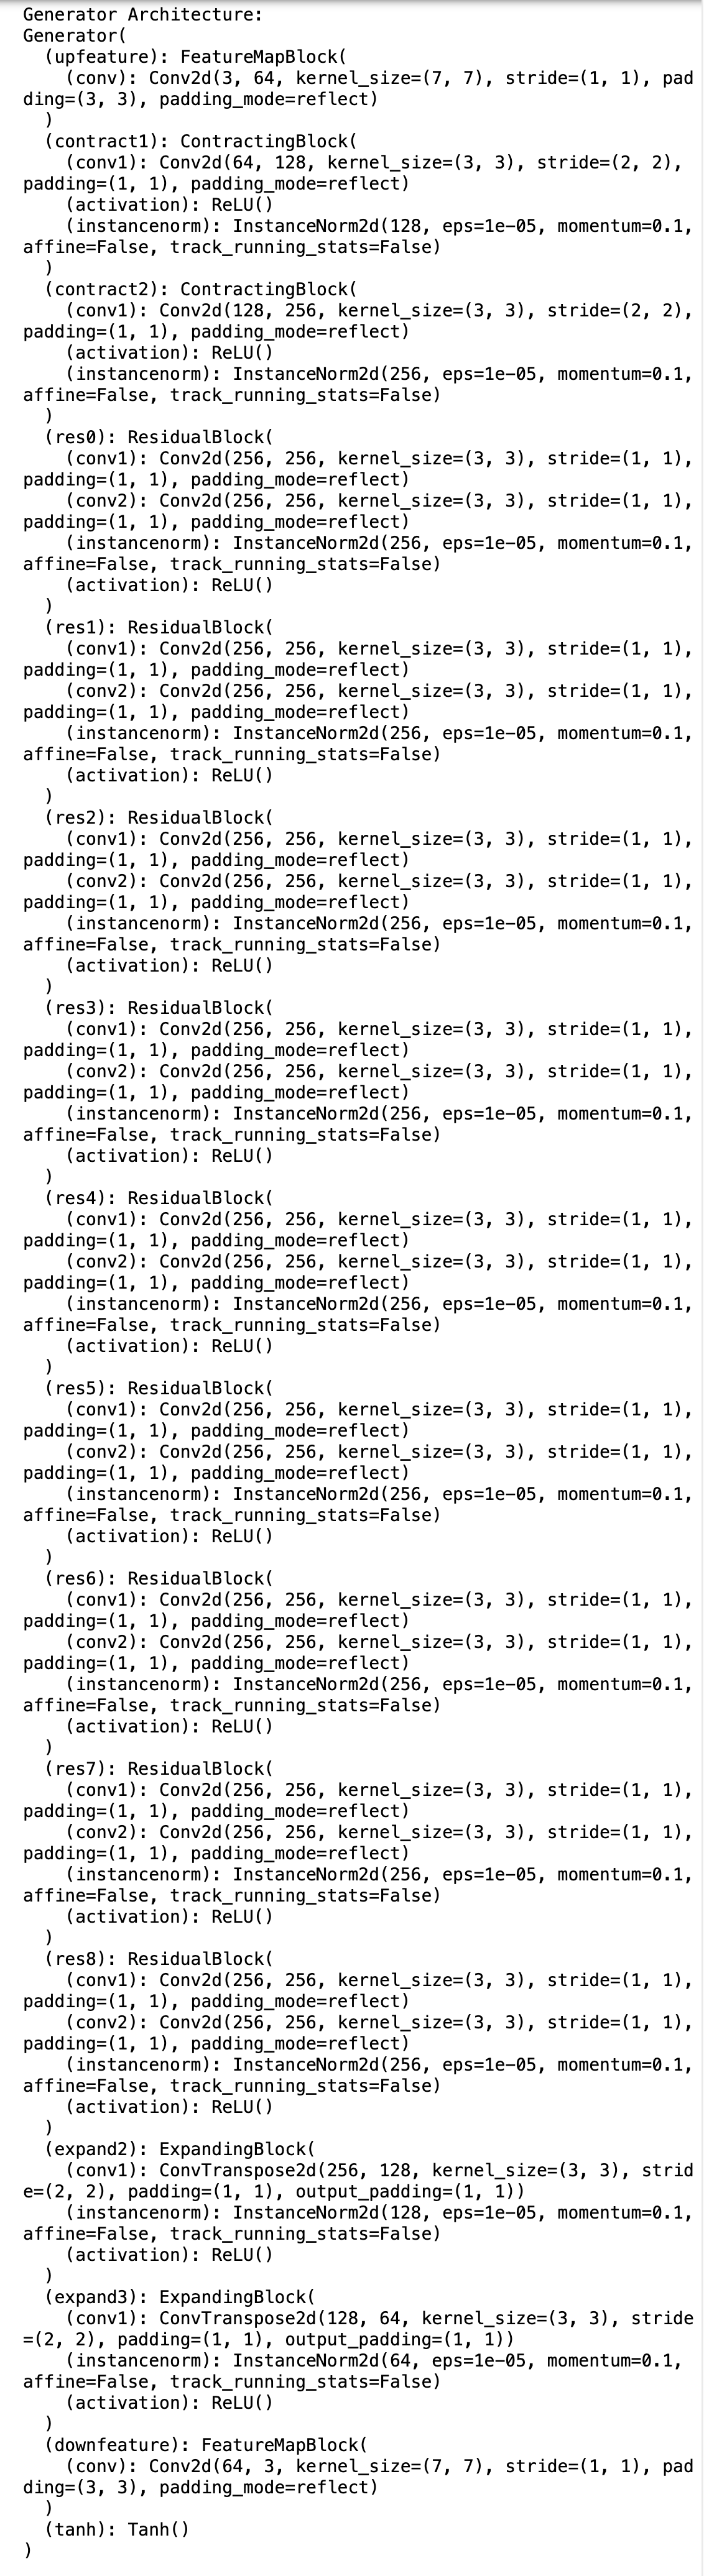 Generator Architecture:
Generator(
  (upfeature): FeatureMapBlock(
    (conv): Conv2d(3, 64, kernel_size=(7, 7), stride=(1, 1), pad
ding=(3, 3), padding_mode=reflect)
  )
  (contract1): ContractingBlock(
    (conv1): Conv2d(64, 128, kernel_size=(3, 3), stride=(2, 2),
padding=(1, 1), padding_mode=reflect)
    (activation): ReLU()
    (instancenorm): InstanceNorm2d(128, eps=1e-05, momentum=0.1,
affine=False, track_running_stats=False)
  )
  (contract2): ContractingBlock(
    (conv1): Conv2d(128, 256, kernel_size=(3, 3), stride=(2, 2),
padding=(1, 1), padding_mode=reflect)
    (activation): ReLU()
    (instancenorm): InstanceNorm2d(256, eps=1e-05, momentum=0.1,
affine=False, track_running_stats=False)
  )
  (res0): ResidualBlock(
    (conv1): Conv2d(256, 256, kernel_size=(3, 3), stride=(1, 1),
padding=(1, 1), padding_mode=reflect)
    (conv2): Conv2d(256, 256, kernel_size=(3, 3), stride=(1, 1),
padding=(1, 1), padding_mode=reflect)
    (instancenorm): InstanceNorm2d(256, eps=1e-05, momentum=0.1,
affine=False, track_running_stats=False)
    (activation): ReLU()
  )
  (res1): ResidualBlock(
    (conv1): Conv2d(256, 256, kernel_size=(3, 3), stride=(1, 1),
padding=(1, 1), padding_mode=reflect)
    (conv2): Conv2d(256, 256, kernel_size=(3, 3), stride=(1, 1),
padding=(1, 1), padding_mode=reflect)
    (instancenorm): InstanceNorm2d(256, eps=1e-05, momentum=0.1,
affine=False, track_running_stats=False)
    (activation): ReLU()
  )
  (res2): ResidualBlock(
    (conv1): Conv2d(256, 256, kernel_size=(3, 3), stride=(1, 1),
padding=(1, 1), padding_mode=reflect)
    (conv2): Conv2d(256, 256, kernel_size=(3, 3), stride=(1, 1),
padding=(1, 1), padding_mode=reflect)
    (instancenorm): InstanceNorm2d(256, eps=1e-05, momentum=0.1,
affine=False, track_running_stats=False)
    (activation): ReLU()
  )
  (res3): ResidualBlock(
    (conv1): Conv2d(256, 256, kernel_size=(3, 3), stride=(1, 1),
padding=(1, 1), padding_mode=reflect)
    (conv2): Conv2d(256, 256, kernel_size=(3, 3), stride=(1, 1),
padding=(1, 1), padding_mode=reflect)
    (instancenorm): InstanceNorm2d(256, eps=1e-05, momentum=0.1,
affine=False, track_running_stats=False)
    (activation): ReLU()
  )
  (res4): ResidualBlock(
    (conv1): Conv2d(256, 256, kernel_size=(3, 3), stride=(1, 1),
padding=(1, 1), padding_mode=reflect)
    (conv2): Conv2d(256, 256, kernel_size=(3, 3), stride=(1, 1),
padding=(1, 1), padding_mode=reflect)
    (instancenorm): InstanceNorm2d(256, eps=1e-05, momentum=0.1,
affine=False, track_running_stats=False)
    (activation): ReLU()
  )
  (res5): ResidualBlock(
    (conv1): Conv2d(256, 256, kernel_size=(3, 3), stride=(1, 1),
padding=(1, 1), padding_mode=reflect)
    (conv2): Conv2d(256, 256, kernel_size=(3, 3), stride=(1, 1),
padding=(1, 1), padding_mode=reflect)
    (instancenorm): InstanceNorm2d(256, eps=1e-05, momentum=0.1,
affine=False, track_running_stats=False)
    (activation): ReLU()
  )
  (res6): ResidualBlock(
    (conv1): Conv2d(256, 256, kernel_size=(3, 3), stride=(1, 1),
padding=(1, 1), padding_mode=reflect)
    (conv2): Conv2d(256, 256, kernel_size=(3, 3), stride=(1, 1),
padding=(1, 1), padding_mode=reflect)
    (instancenorm): InstanceNorm2d(256, eps=1e-05, momentum=0.1,
affine=False, track_running_stats=False)
    (activation): ReLU()
  )
  (res7): ResidualBlock(
    (conv1): Conv2d(256, 256, kernel_size=(3, 3), stride=(1, 1),
padding=(1, 1), padding_mode=reflect)
    (conv2): Conv2d(256, 256, kernel_size=(3, 3), stride=(1, 1),
padding=(1, 1), padding_mode=reflect)
    (instancenorm): InstanceNorm2d(256, eps=1e-05, momentum=0.1,
affine=False, track_running_stats=False)
    (activation): ReLU()
  )
  (res8): ResidualBlock(
    (conv1): Conv2d(256, 256, kernel_size=(3, 3), stride=(1, 1),
padding=(1, 1), padding_mode=reflect)
    (conv2): Conv2d(256, 256, kernel_size=(3, 3), stride=(1, 1),
padding=(1, 1), padding_mode=reflect)
    (instancenorm): InstanceNorm2d(256, eps=1e-05, momentum=0.1,
affine=False, track_running_stats=False)
    (activation): ReLU()
  )
  (expand2): ExpandingBlock(
    (conv1): ConvTranspose2d(256, 128, kernel_size=(3, 3), strid
e=(2, 2), padding=(1, 1), output_padding=(1, 1))
    (instancenorm): InstanceNorm2d(128, eps=1e-05, momentum=0.1,
affine=False, track_running_stats=False)
    (activation): ReLU()
  )
  (expand3): ExpandingBlock(
    (conv1): ConvTranspose2d(128, 64, kernel_size=(3, 3), stride
=(2, 2), padding=(1, 1), output_padding=(1, 1))
    (instancenorm): InstanceNorm2d(64, eps=1e-05, momentum=0.1,
affine=False, track_running_stats=False)
    (activation): ReLU()
  )
  (downfeature): FeatureMapBlock(
    (conv): Conv2d(64, 3, kernel_size=(7, 7), stride=(1, 1), pad
ding=(3, 3), padding_mode=reflect)
  )
  (tanh): Tanh()
)